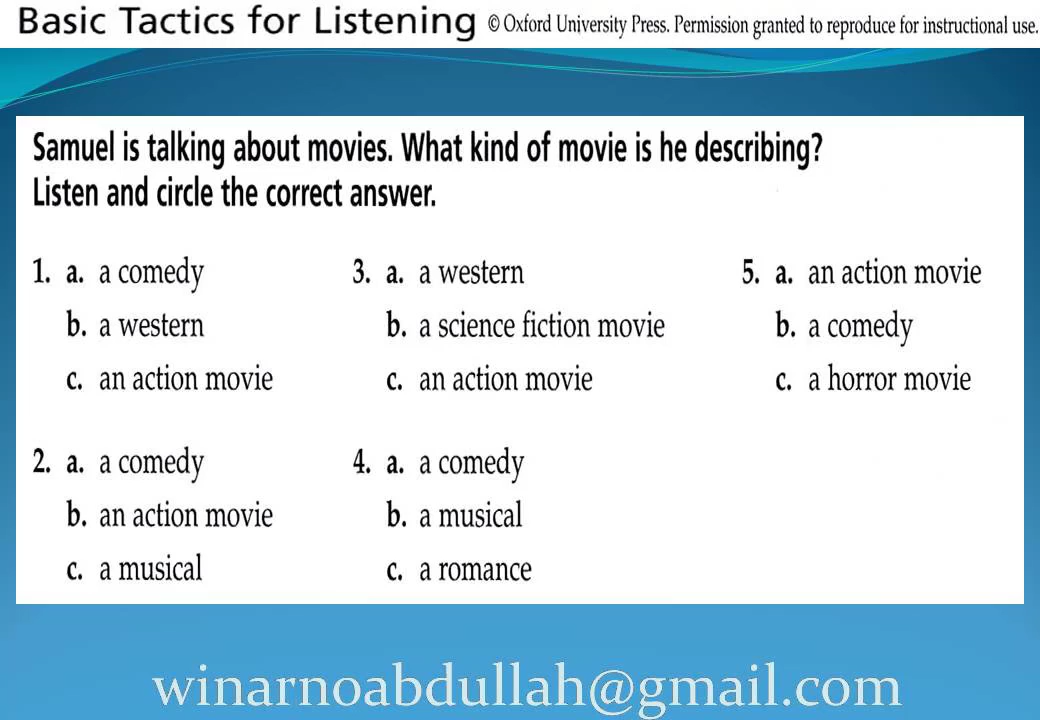 Basic Tactics for Listening © Oxford University Press. Permission granted to reproduce for instructional use.
Samuel is talking about movies. What kind of movie is he describing?
Listen and circle the correct answer.
1. a. a comedy
b. a western
c. an action movie
2. a. a comedy
b. an action movie
c. a musical
3. a. a western
b. a science fiction movie
c. an action movie
4. a. a comedy
b. a musical
c. a romance
5. a. an action movie
b. a comedy
c. a horror movie
winarnoabdullah@gmail.com